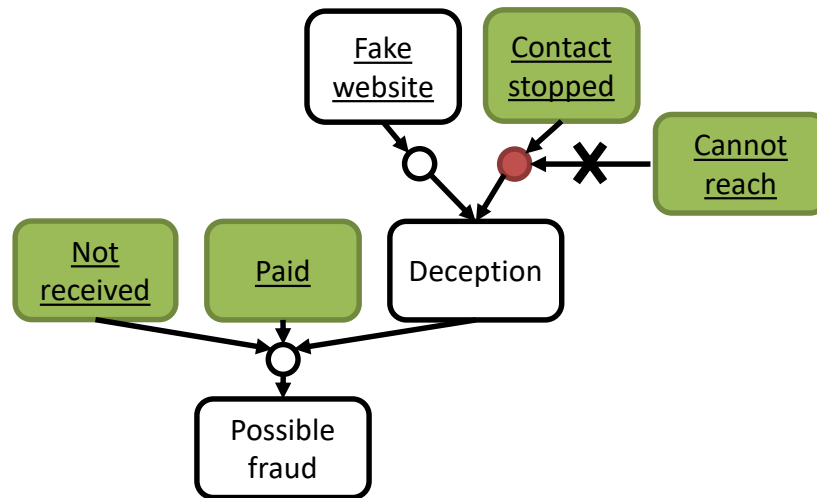 Fake
website
Contact
stopped
Cannot
reach
Not
received
Paid
Deception
Possible
fraud